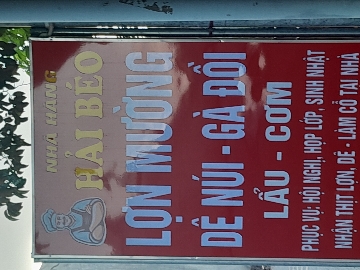 NHÀ HÀNG
HẢI BÉO
LỢN MƯỜNG
DÊ NÚI - GÀ ĐỒI
LẨU - CƠM
PHỤC VỤ: HỘI NGHỊ, HỌP LỚP, SINH NHẬT
NHẬN THỊT LỢN, DÊ - LÀM CỖ TẠI NHÀ